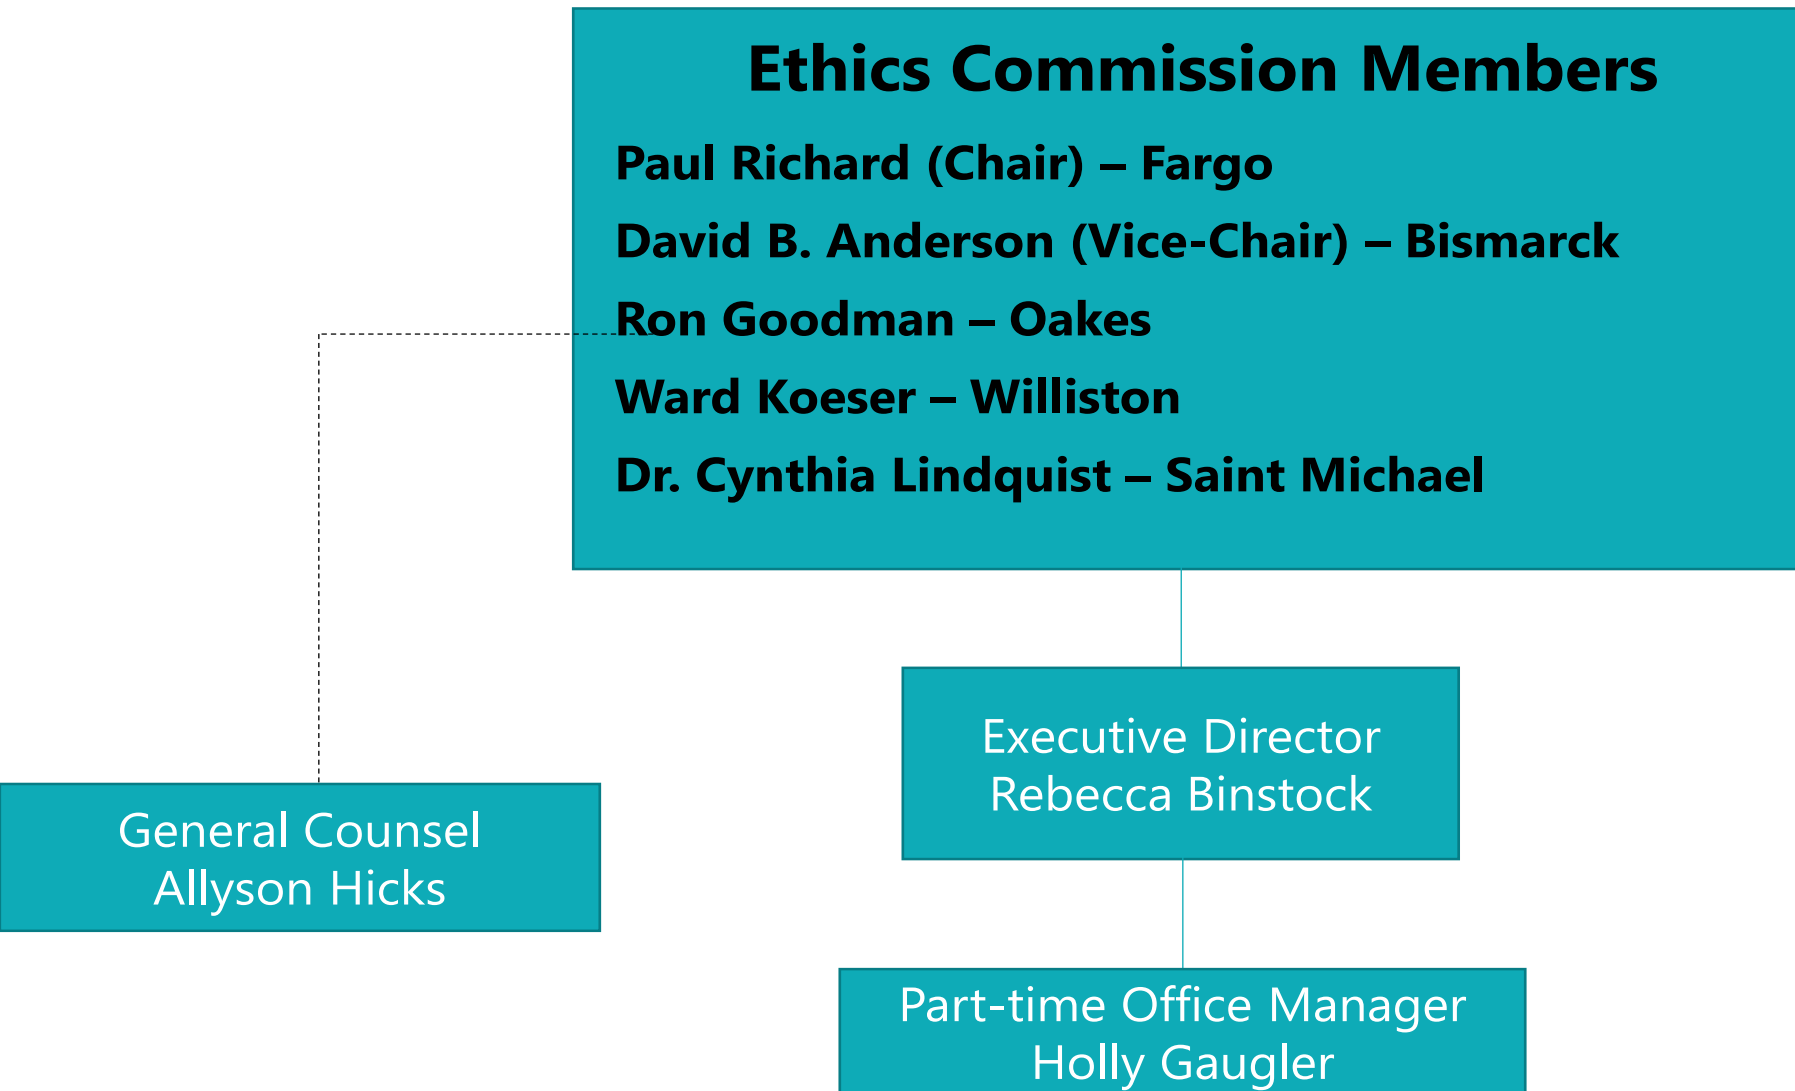 Ethics Commission Members
Paul Richard (Chair) – Fargo
David B. Anderson (Vice-Chair) – Bismarck
Ron Goodman – Oakes
Ward Koeser – Williston
Dr. Cynthia Lindquist – Saint Michael
Executive Director
Rebecca Binstock
General Counsel
Allyson Hicks
Part-time Office Manager
Holly Gaugler